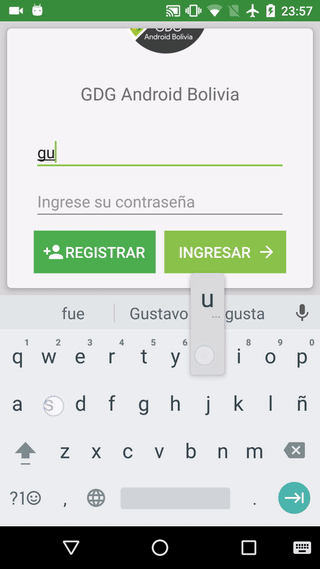 23:57
GDG
Android Bolivia
GDG Android Bolivia
gu
Ingrese su contraseña
REGISTRAR
INGRESAR
u
fue
Gustavo
gusta
1 2 3 4 5 6 8 9 0
q w e r t y i o p
a s d f g h j k l ñ
z x c v b n m
?1 , .